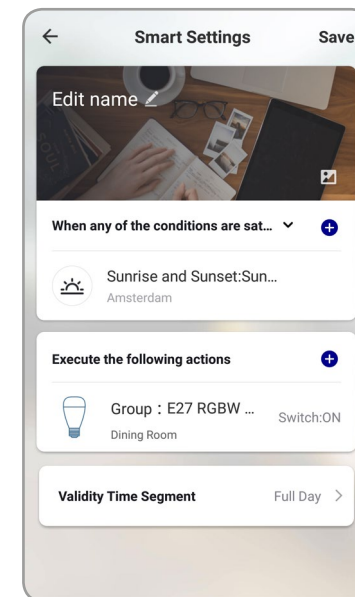 Smart Settings
Save
Edit name
SOUL
When any of the conditions are sat...
Sunrise and Sunset:Sun...
Amsterdam
Execute the following actions
Group : E27 RGBW ...
Switch:ON
Dining Room
Validity Time Segment
Full Day